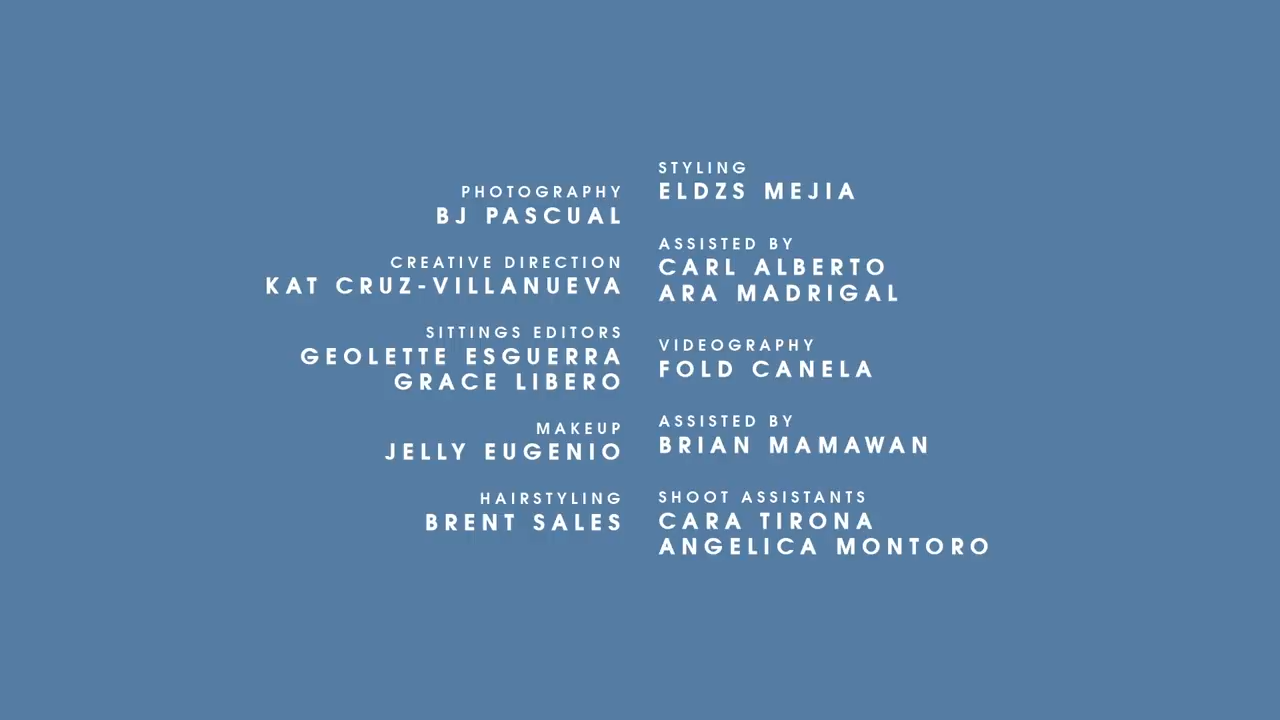 PHOTOGRAPHY
BJ PASCUAL
CREATIVE DIRECTION
KAT CRUZ-VILLANUEVA
SITTINGS EDITORS
GEOLETTE ESGUERRA
GRACE LIBERO
MAKEUP
JELLY EUGENIO
HAIRSTYLING
BRENT SALES
STYLING
ELDZS MEJIA
ASSISTED BY
CARL ALBERTO
ARA MADRIGAL
VIDEOGRAPHY
FOLD CANELA
ASSISTED BY
BRIAN MAMAWAN
SHOOT ASSISTANTS
CARA TIRONA
ANGELICA MONTORO